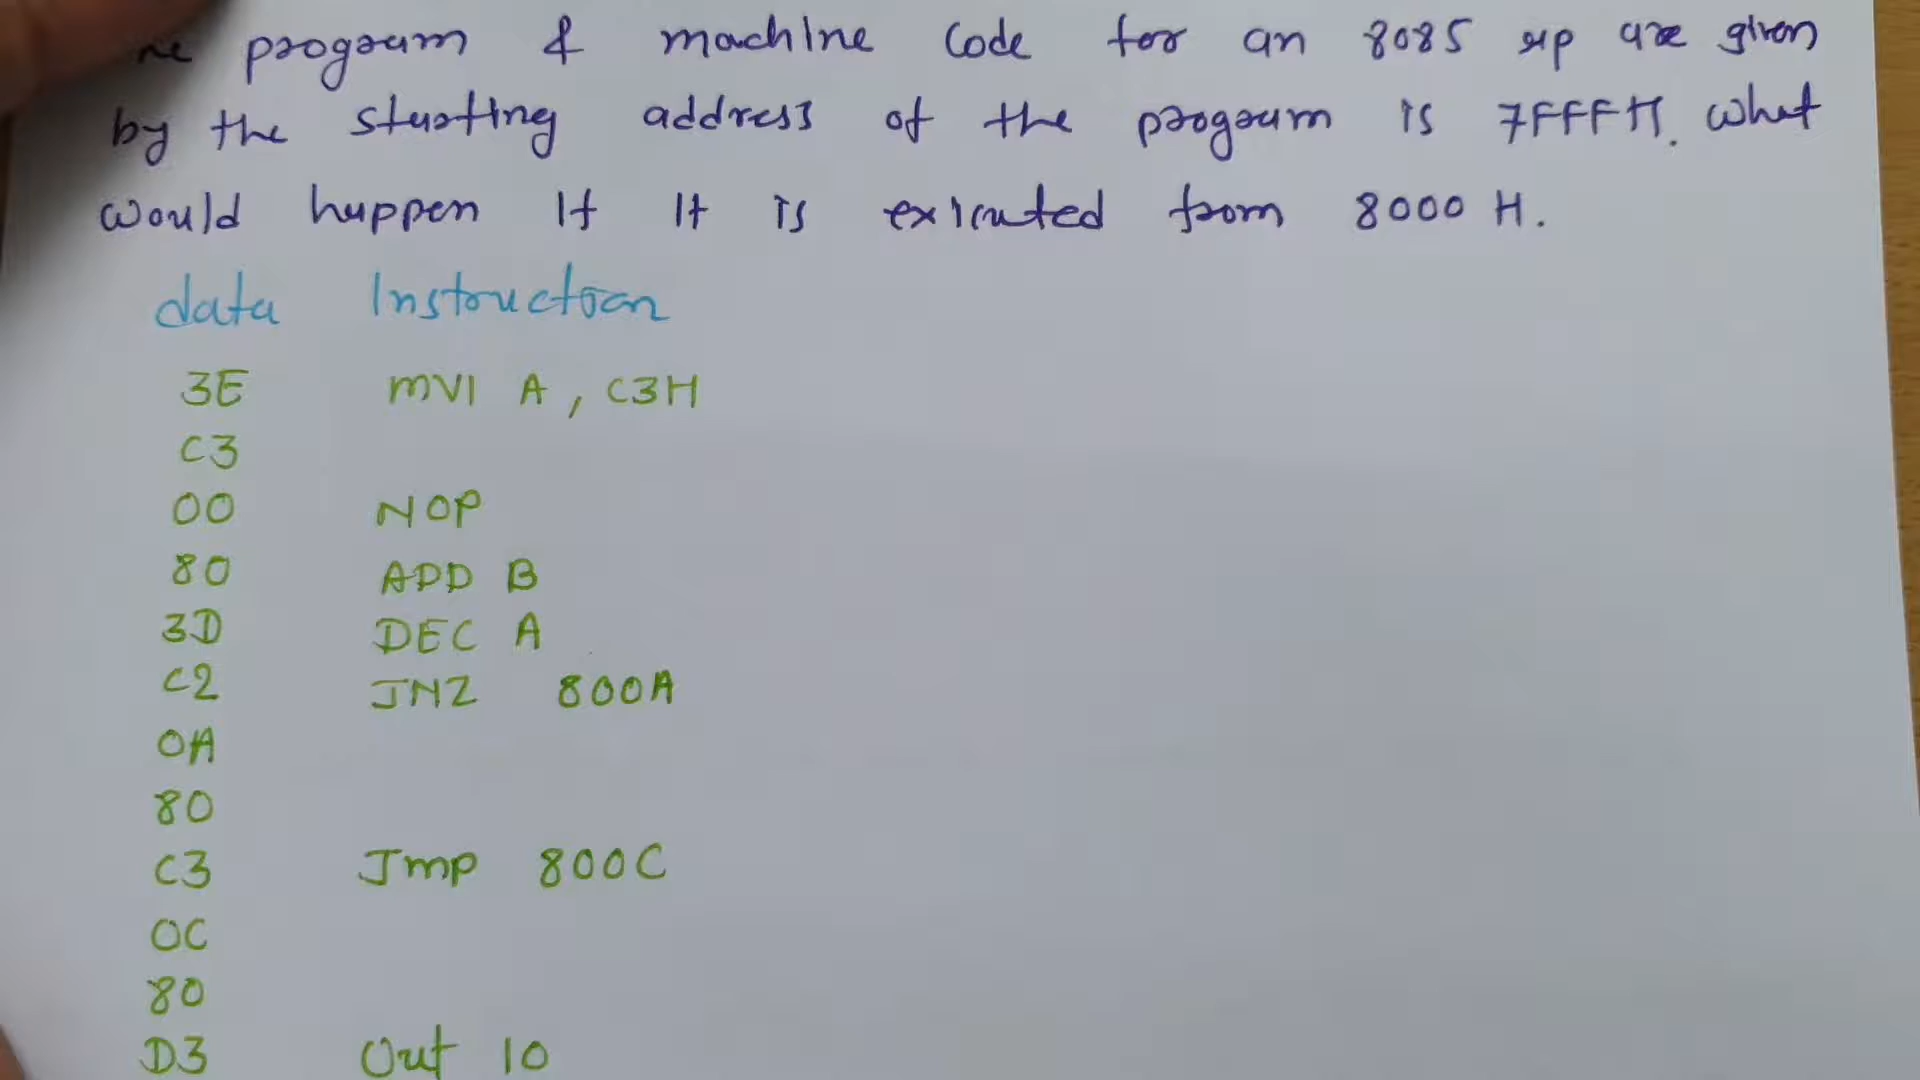 program & machine code for an 8085 up are given
by the starting address of the program is 7FFFH. what
would happen if it is exicuted from 8000 H.
data Instruction
3E MVI A, C3H
C3
00 NOP
80 ADD B
3D DEC A
C2 JNZ 800A
0A
80
C3 Jmp 800C
0C
80
D3 Out 10